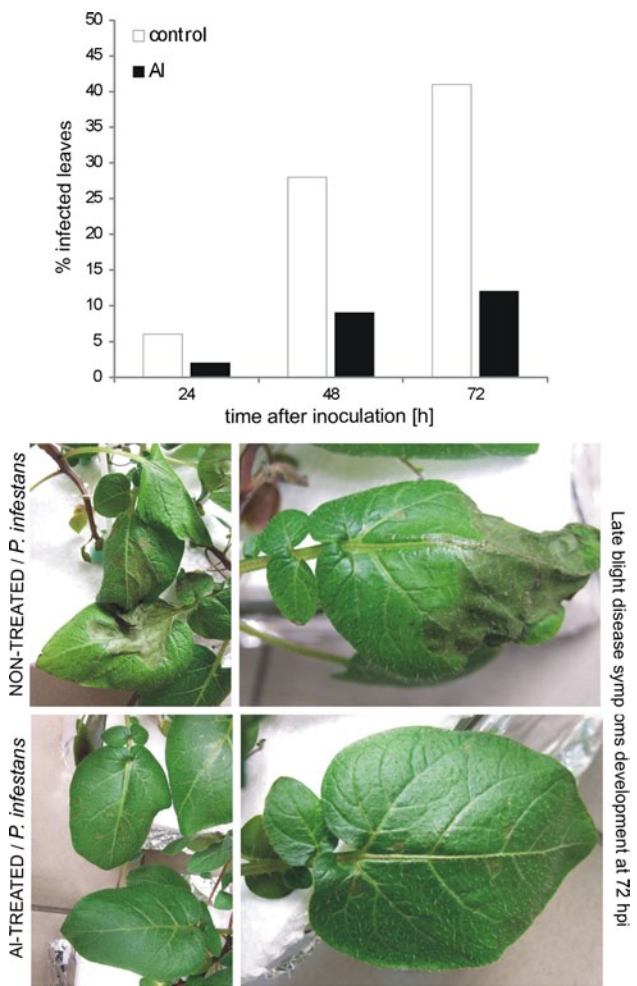 50
45
40
35
30
25
20
15
10
5
0
% infected leaves
control
Al
24
48
72
time after inoculation [h]
NON-TREATED / P. infestans
Al-TREATED / P. infestans
Late blight disease symp oms development at 72 hpi